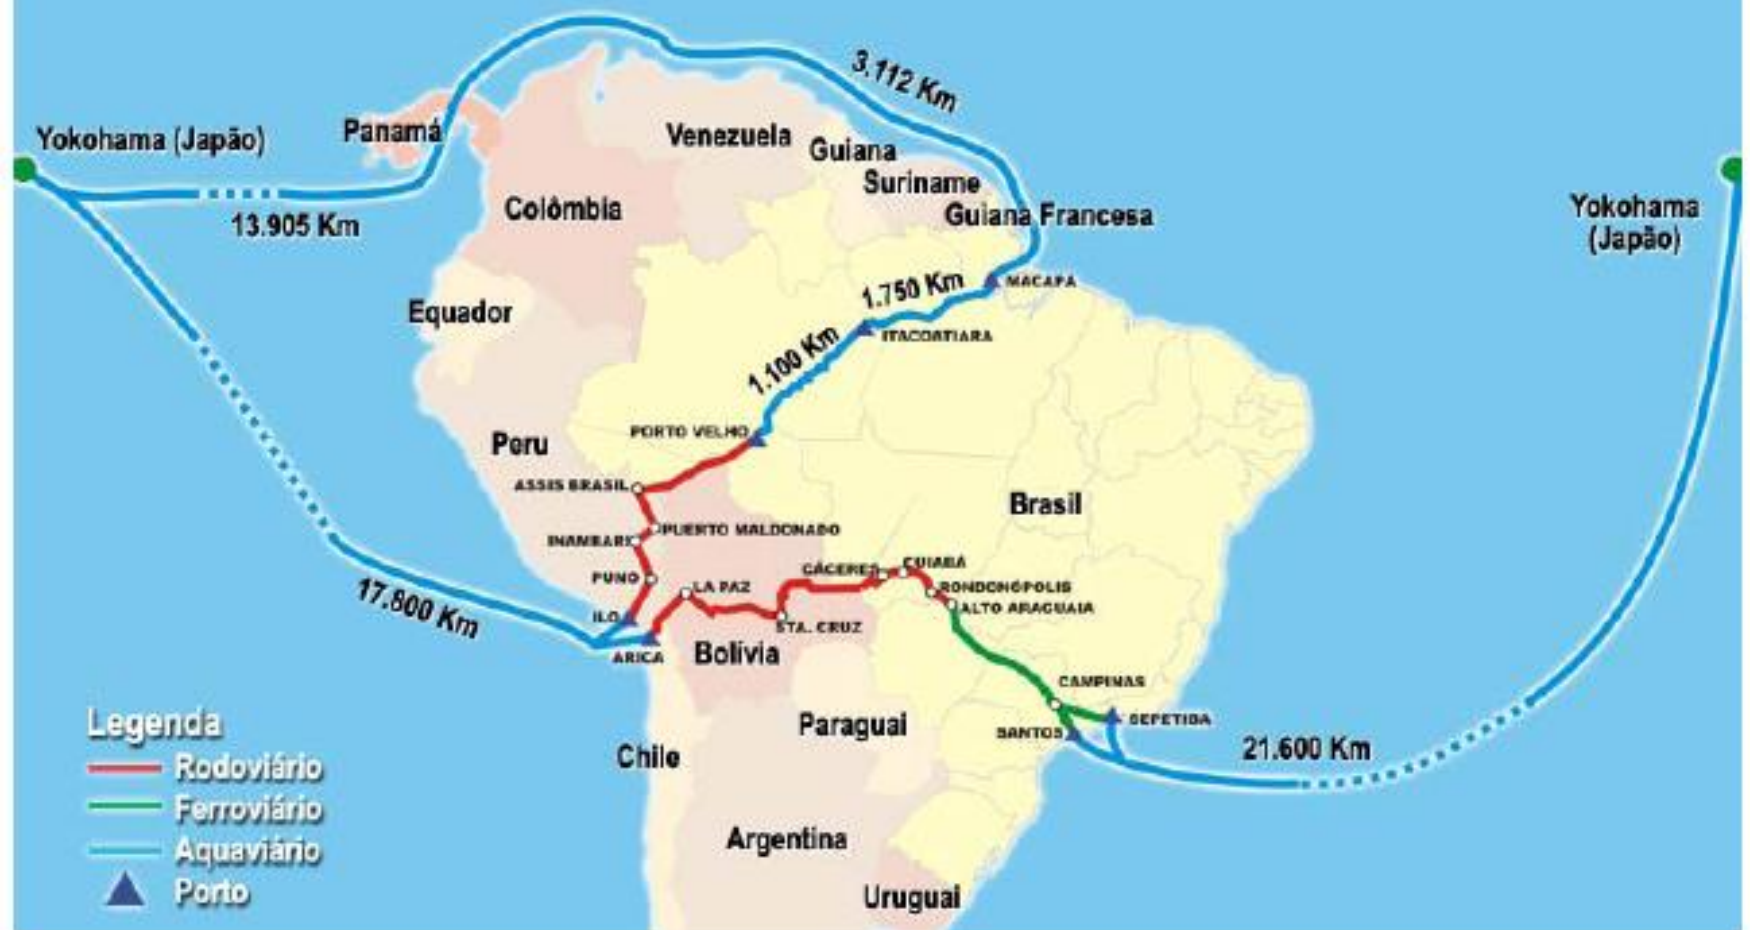 3.112 Km
Yokohama (Japão)
Panamá
Venezuela
Guiana
Suriname
Guiana Francesa
Colômbia
13.905 Km
Yokohama
(Japão)
Equador
1.750 Km
MACAPA
ITACOATIARA
1.100 Km
PORTO VELHO
Peru
ASSIS BRASIL
Brasil
PUERTO MALDONADO
INAMBARI
PUNO
LA PAZ
CÁCERES
CUIABÁ
RONDONÓPOLIS
ALTO ARAGUAIA
17.800 Km
ILO
STA. CRUZ
ARICA
Bolívia
CAMPINAS
SEPETIBA
SANTOS
Paraguai
21.600 Km
Chile
Argentina
Uruguai
Legenda
Rodoviário
Ferroviário
Aquaviário
Porto